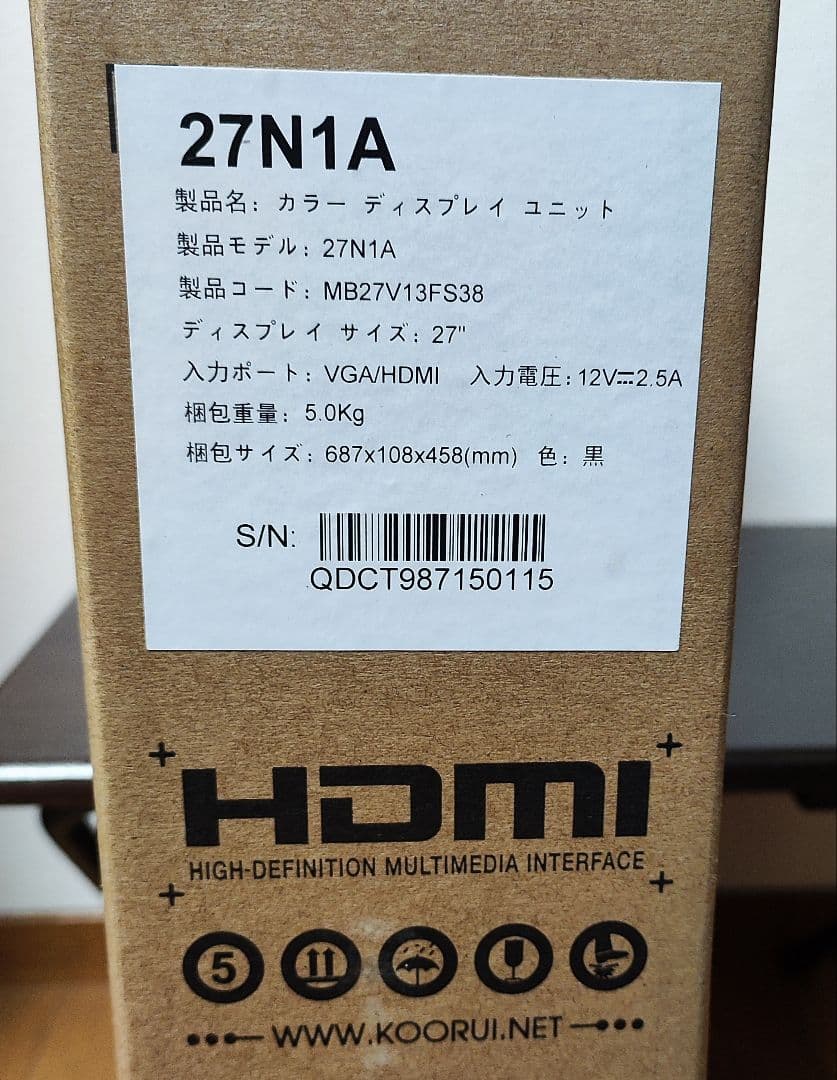 27N1A
製品名：カラー ディスプレイ ユニット
製品モデル：27N1A
製品コード：MB27V13FS38
ディスプレイ サイズ：27"
入力ポート：VGA/HDMI 入力電圧：12V⎓2.5A
梱包重量：5.0Kg
梱包サイズ：687x108x458(mm) 色：黒
S/N:
QDCT987150115
HDMI
HIGH-DEFINITION MULTIMEDIA INTERFACE
5
WWW.KOORUI.NET